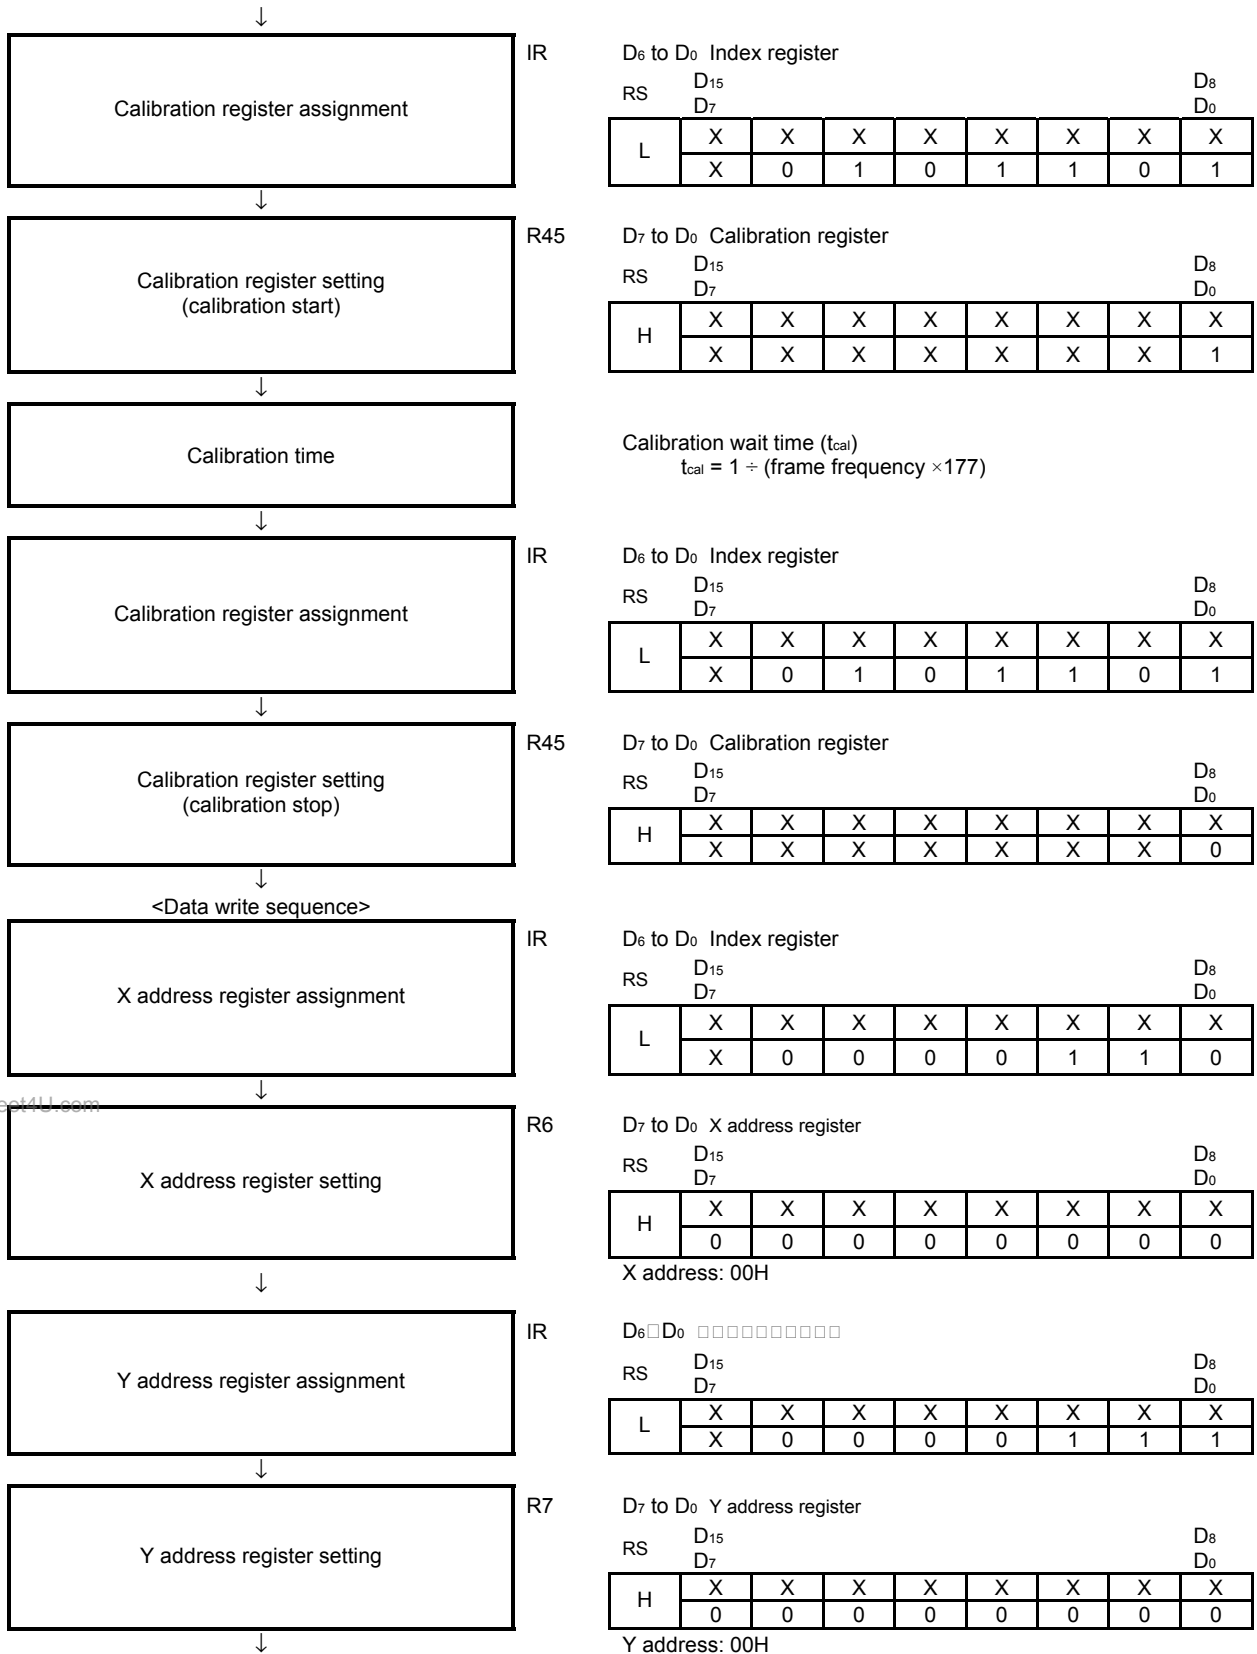 ↓
IR D6 to D0 Index register
Calibration register assignment
RS D15 D8
D7 D0
L X X X X X X X X
X 0 1 0 1 1 0 1
↓
R45 D7 to D0 Calibration register
Calibration register setting
(calibration start)
RS D15 D8
D7 D0
H X X X X X X X X
X X X X X X X 1
↓
Calibration time
Calibration wait time (tcal)
tcal = 1 ÷ (frame frequency ×177)
↓
IR D6 to D0 Index register
Calibration register assignment
RS D15 D8
D7 D0
L X X X X X X X X
X 0 1 0 1 1 0 1
↓
R45 D7 to D0 Calibration register
Calibration register setting
(calibration stop)
RS D15 D8
D7 D0
H X X X X X X X X
X X X X X X X 0
↓
<Data write sequence>
IR D6 to D0 Index register
X address register assignment
RS D15 D8
D7 D0
L X X X X X X X X
X 0 0 0 0 1 1 0
↓
eet4U.com
R6 D7 to D0 X address register
X address register setting
RS D15 D8
D7 D0
H X X X X X X X X
0 0 0 0 0 0 0 0
X address: 00H
↓
IR D6□D0 □□□□□□□□□□
Y address register assignment
RS D15 D8
D7 D0
L X X X X X X X X
X 0 0 0 0 1 1 1
↓
R7 D7 to D0 Y address register
Y address register setting
RS D15 D8
D7 D0
H X X X X X X X X
0 0 0 0 0 0 0 0
Y address: 00H
↓